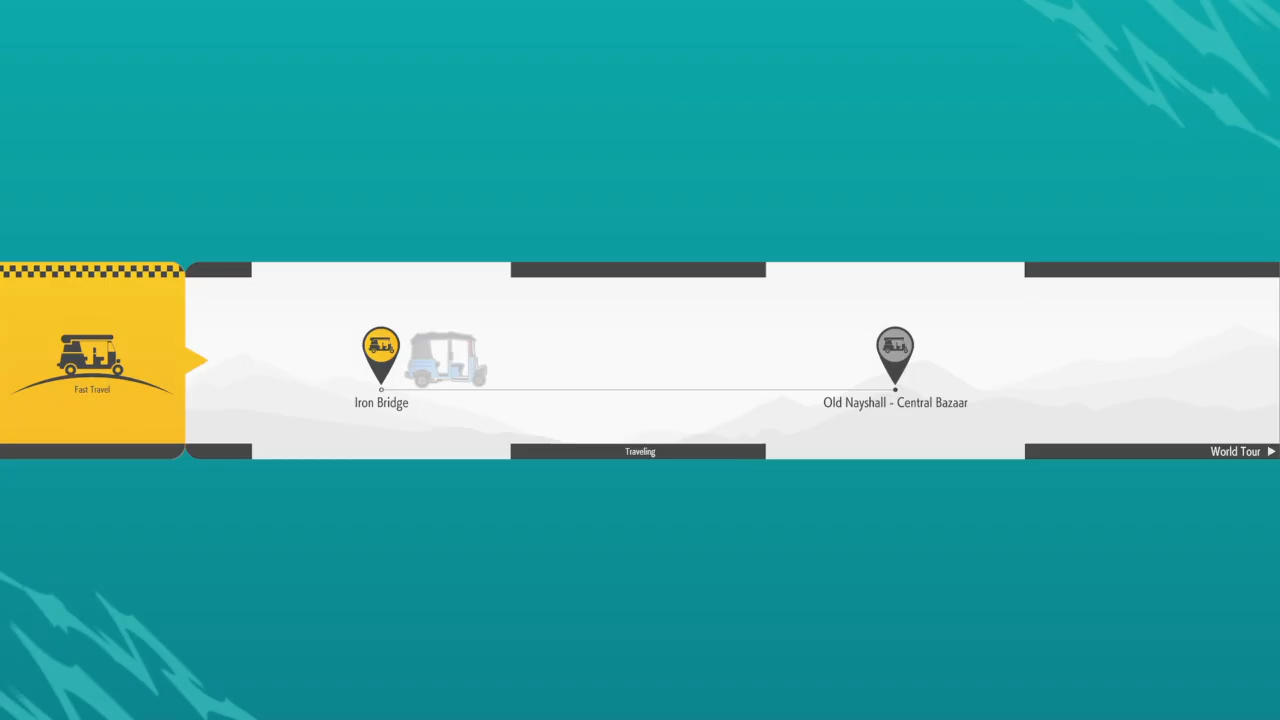 Fast Travel
Iron Bridge
Old Nayshall - Central Bazaar
Traveling
World Tour